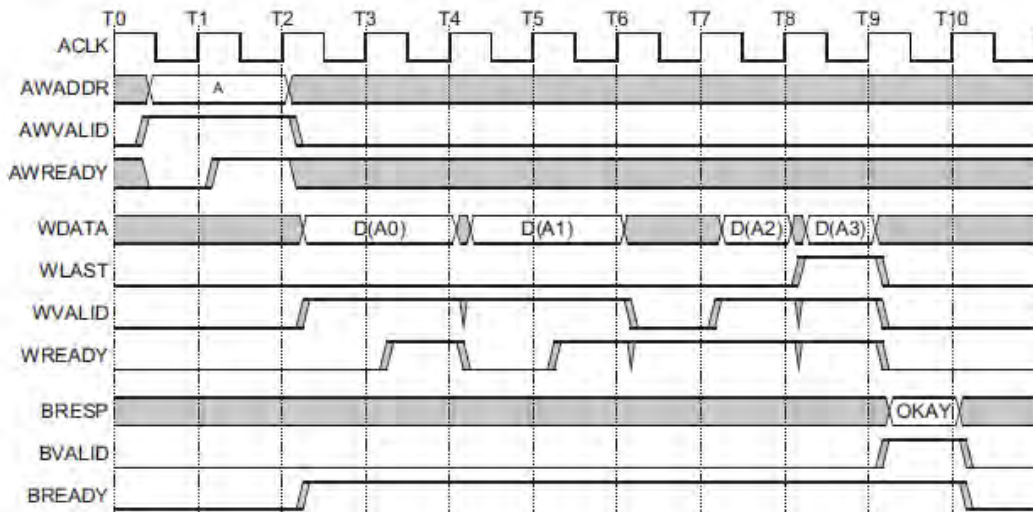 T0 T1 T2 T3 T4 T5 T6 T7 T8 T9 T10
ACLK
AWADDR A
AWVALID
AWREADY
WDATA D(A0) D(A1) D(A2) D(A3)
WLAST
WVALID
WREADY
BRESP OKAY
BVALID
BREADY